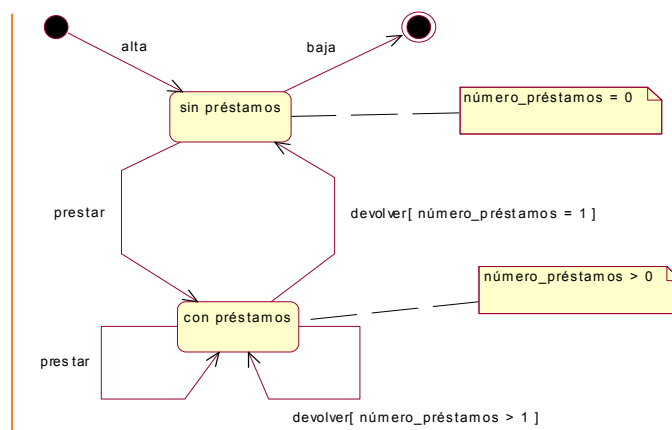 alta
baja
sin préstamos
número_préstamos = 0
prestar
devolver[ número_préstamos = 1 ]
número_préstamos > 0
con préstamos
prestar
devolver[ número_préstamos > 1 ]